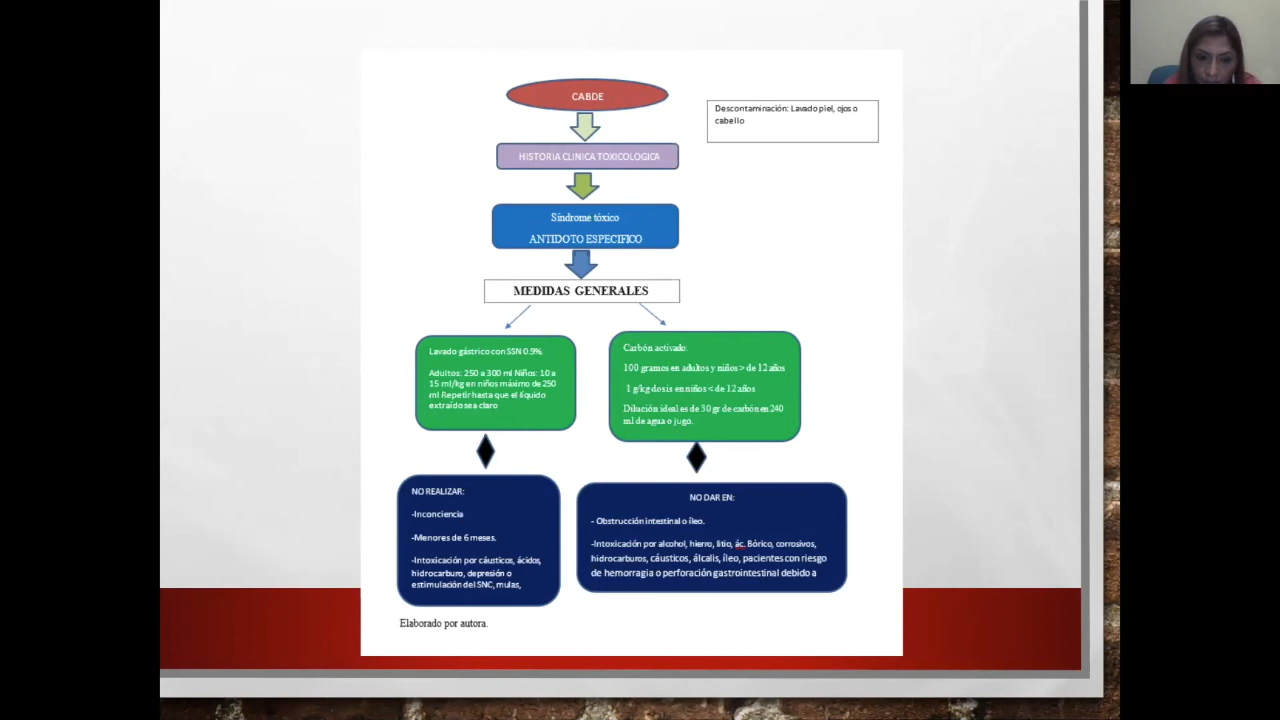 CABDE
Descontaminación: Lavado piel, ojos o
cabello
HISTORIA CLINICA TOXICOLOGICA
Síndrome tóxico
ANTIDOTO ESPECIFICO
MEDIDAS GENERALES
Lavado gástrico con SSN 0.9%
Adultos: 250 a 300 ml Niños: 10 a
15 ml/kg en niños máximo de 250
ml Repetir hasta que el líquido
extraído sea claro
Carbón activado:
100 gramos en adultos y niños > de 12 años
1 g/kg dosis en niños < de 12 años
Dilución ideal es de 30 gr de carbón en 240
ml de agua o jugo.
NO REALIZAR:
-Inconciencia
-Menores de 6 meses.
-Intoxicación por cáusticos, ácidos,
hidrocarburo, depresión o
estimulación del SNC, mulas,
NO DAR EN:
- Obstrucción intestinal o íleo.
-Intoxicación por alcohol, hierro, litio, ác. Bórico, corrosivos,
hidrocarburos, cáusticos, álcalis, íleo, pacientes con riesgo
de hemorragia o perforación gastrointestinal debido a
Elaborado por autora.